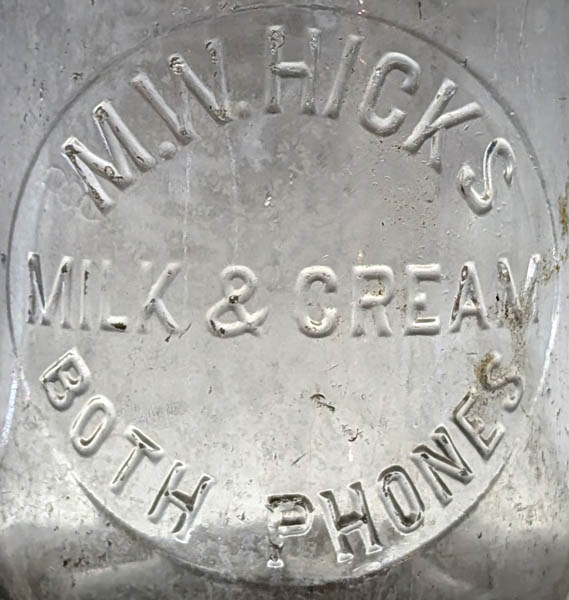 M.W. HICKS
MILK & CREAM
BOTH PHONES